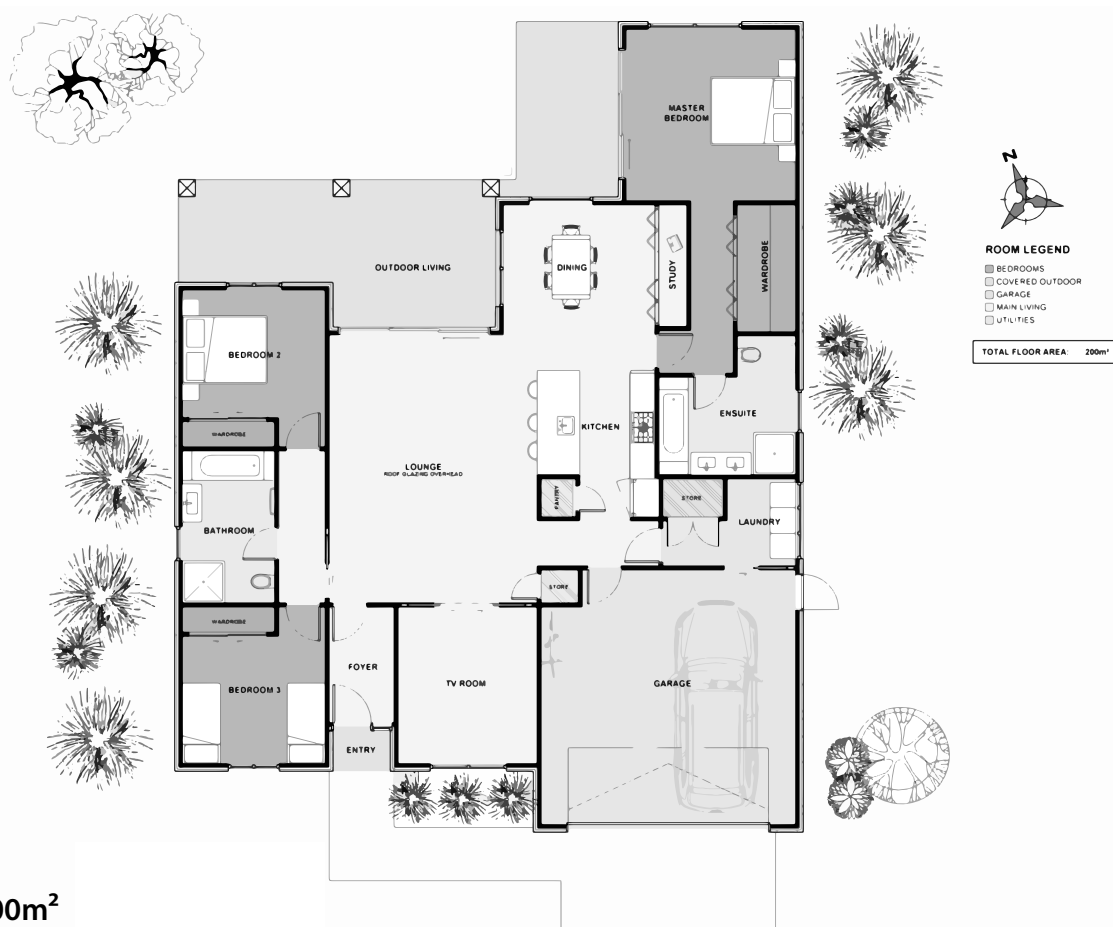 MASTER
BEDROOM
N
OUTDOOR LIVING
DINING
STUDY
WARDROBE
ROOM LEGEND
BEDROOMS
COVERED OUTDOOR
GARAGE
MAIN LIVING
UTILITIES
TOTAL FLOOR AREA: 200m²
BEDROOM 2
WARDROBE
KITCHEN
ENSUITE
LOUNGE
ROOF GLAZING OVERHEAD
PANTRY
STORE
LAUNDRY
BATHROOM
STORE
WARDROBE
FOYER
BEDROOM 3
TV ROOM
GARAGE
ENTRY
0m²